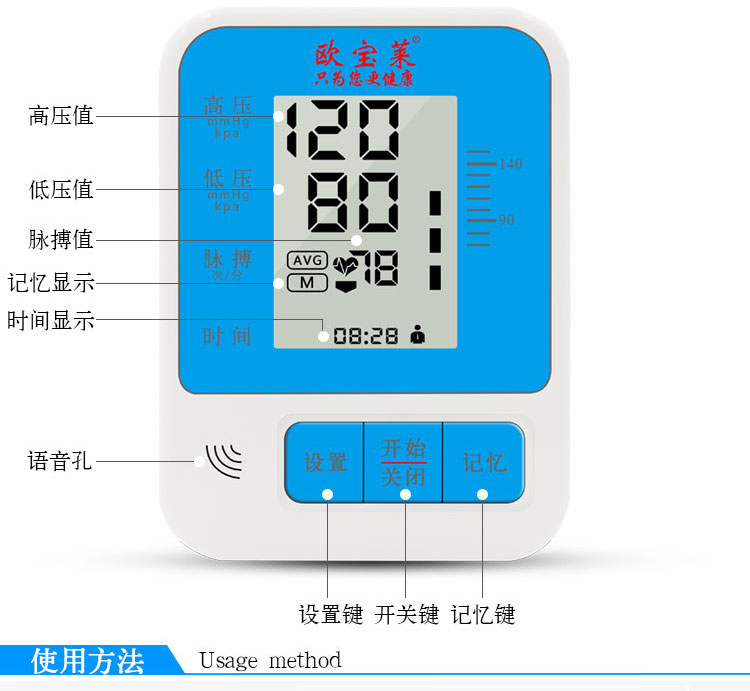 欧宝莱®
只为您更健康
高压值
高压
mmHg
kpa
120
140
低压值
低压
mmHg
kpa
80
90
脉搏值
脉搏
次/分
AVG
M
78
记忆显示
时间显示
时间
08:28
语音孔
设置
开始
关闭
记忆
设置键 开关键 记忆键
使用方法 Usage method